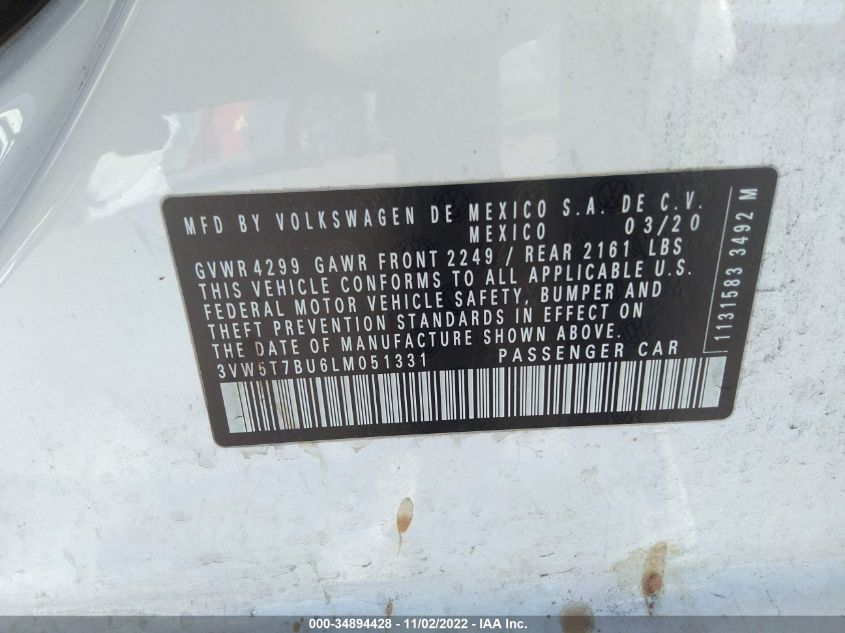 MFD BY VOLKSWAGEN DE MEXICO S.A. DE C.V.
MEXICO 03/20
GVWR 4299 GAWR FRONT 2249 / REAR 2161 LBS
THIS VEHICLE CONFORMS TO ALL APPLICABLE U.S.
FEDERAL MOTOR VEHICLE SAFETY, BUMPER AND
THEFT PREVENTION STANDARDS IN EFFECT ON
THE DATE OF MANUFACTURE SHOWN ABOVE.
3VW5T7BU6LM051331 PASSENGER CAR
1131583 3492 M
000-34894428 - 11/02/2022 - IAA Inc.